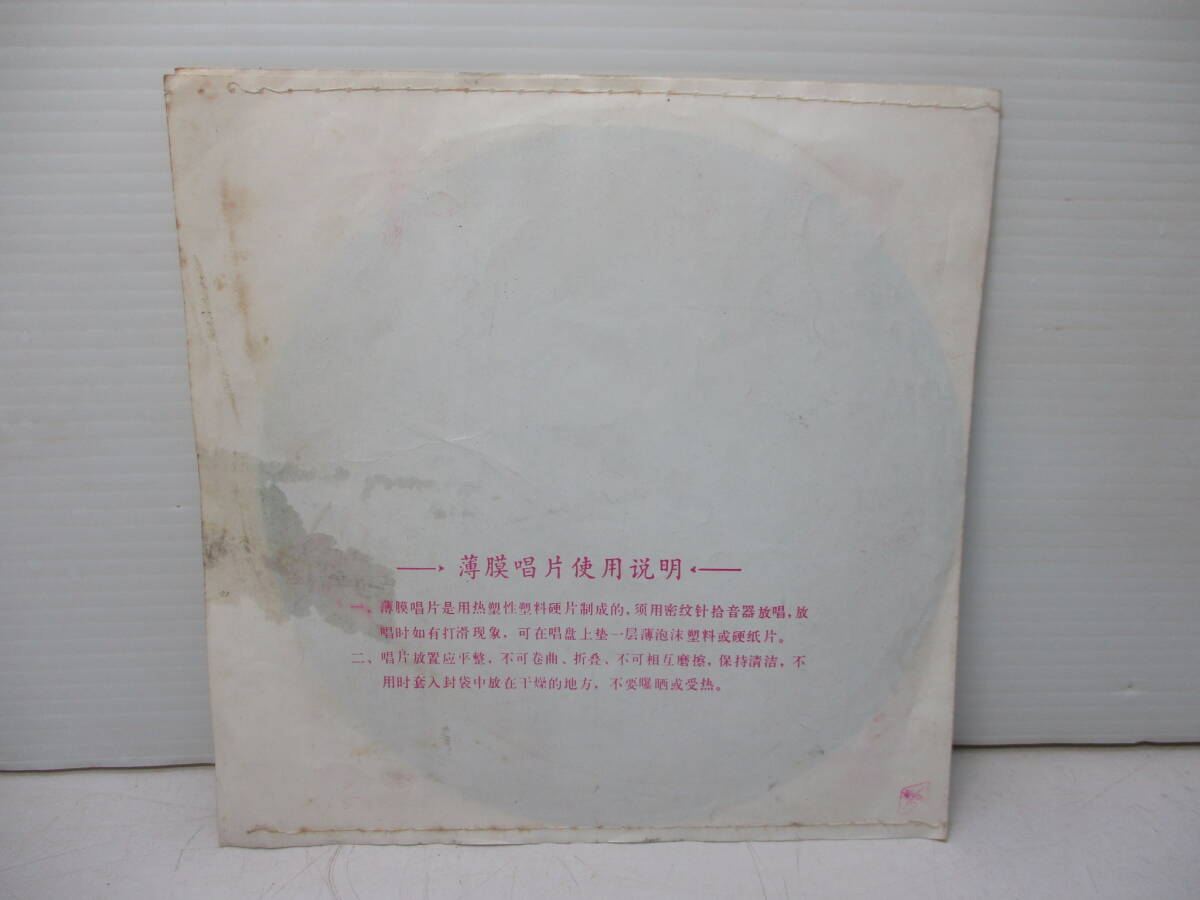 薄膜唱片使用说明
一、薄膜唱片是用热塑性塑料硬片制成的，须用密纹针拾音器放唱，放
唱时如有打滑现象，可在唱盘上垫一层薄泡沫塑料或硬纸片。
二、唱片放置应平整，不可卷曲、折叠、不可相互磨擦，保持清洁，不
用时套入封袋中放在干燥的地方，不要曝晒或受热。